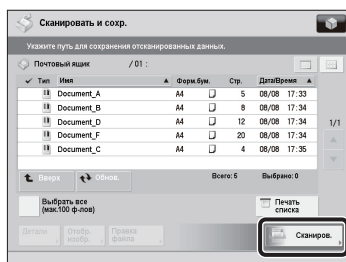 Сканировать и сохр.
Укажите путь для сохранения отсканированных данных.
Почтовый ящик / 01 :
✓ Тип Имя ▲ Форм.бум. Стр. Дата/Время ▲
Document_A A4 5 08/08 17:33
Document_B A4 8 08/08 17:34
Document_D A4 12 08/08 17:34
Document_F A4 20 08/08 17:34
Document_C A4 4 08/08 17:35
1/1
Вверх Обнов. Всего: 5 Выбрано: 0
Выбрать все
(мак.100 ф-лов)
Печать
списка
Детали Отобр.
изобр. Правка
файла Сканиров.